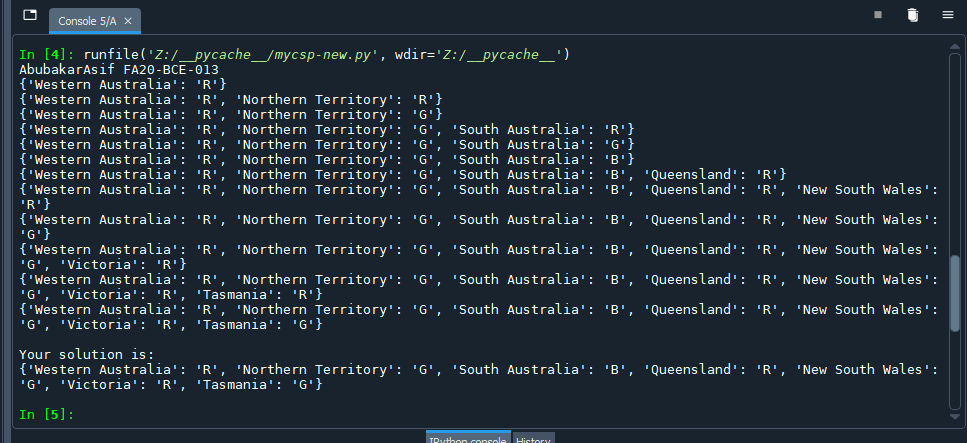 Console 5/A ×
In [4]: runfile('Z:/__pycache__/mycsp-new.py', wdir='Z:/__pycache__')
AbubakarAsif FA20-BCE-013
{'Western Australia': 'R'}
{'Western Australia': 'R', 'Northern Territory': 'R'}
{'Western Australia': 'R', 'Northern Territory': 'G'}
{'Western Australia': 'R', 'Northern Territory': 'G', 'South Australia': 'R'}
{'Western Australia': 'R', 'Northern Territory': 'G', 'South Australia': 'G'}
{'Western Australia': 'R', 'Northern Territory': 'G', 'South Australia': 'B'}
{'Western Australia': 'R', 'Northern Territory': 'G', 'South Australia': 'B', 'Queensland': 'R'}
{'Western Australia': 'R', 'Northern Territory': 'G', 'South Australia': 'B', 'Queensland': 'R', 'New South Wales':
'R'}
{'Western Australia': 'R', 'Northern Territory': 'G', 'South Australia': 'B', 'Queensland': 'R', 'New South Wales':
'G'}
{'Western Australia': 'R', 'Northern Territory': 'G', 'South Australia': 'B', 'Queensland': 'R', 'New South Wales':
'G', 'Victoria': 'R'}
{'Western Australia': 'R', 'Northern Territory': 'G', 'South Australia': 'B', 'Queensland': 'R', 'New South Wales':
'G', 'Victoria': 'R', 'Tasmania': 'R'}
{'Western Australia': 'R', 'Northern Territory': 'G', 'South Australia': 'B', 'Queensland': 'R', 'New South Wales':
'G', 'Victoria': 'R', 'Tasmania': 'G'}
Your solution is:
{'Western Australia': 'R', 'Northern Territory': 'G', 'South Australia': 'B', 'Queensland': 'R', 'New South Wales':
'G', 'Victoria': 'R', 'Tasmania': 'G'}
In [5]:
IPython console History